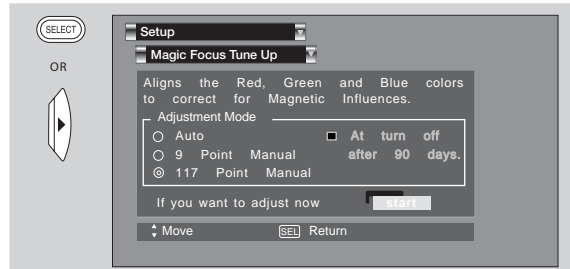 SELECT
OR
Setup
Magic Focus Tune Up
Aligns the Red, Green and Blue colors
to correct for Magnetic Influences.
Adjustment Mode
Auto
At turn off
9 Point Manual
after 90 days.
117 Point Manual
If you want to adjust now start
Move SEL Return